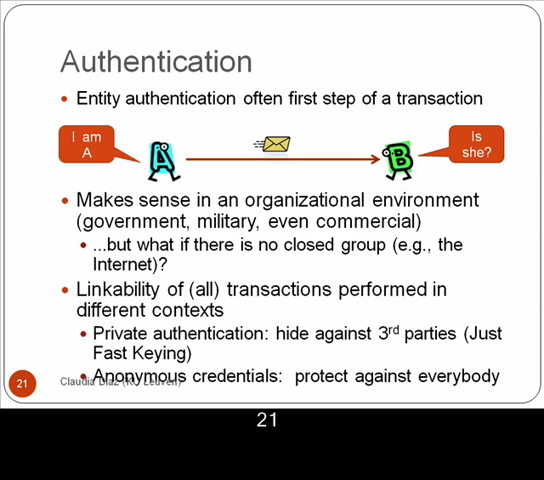 Authentication
• Entity authentication often first step of a transaction
I am
A
A
B
Is
she?
• Makes sense in an organizational environment
(government, military, even commercial)
• ...but what if there is no closed group (e.g., the
Internet)?
• Linkability of (all) transactions performed in
different contexts
• Private authentication: hide against 3rd parties (Just
Fast Keying)
• Anonymous credentials: protect against everybody
21
Claudia Diaz (KU Leuven)
21